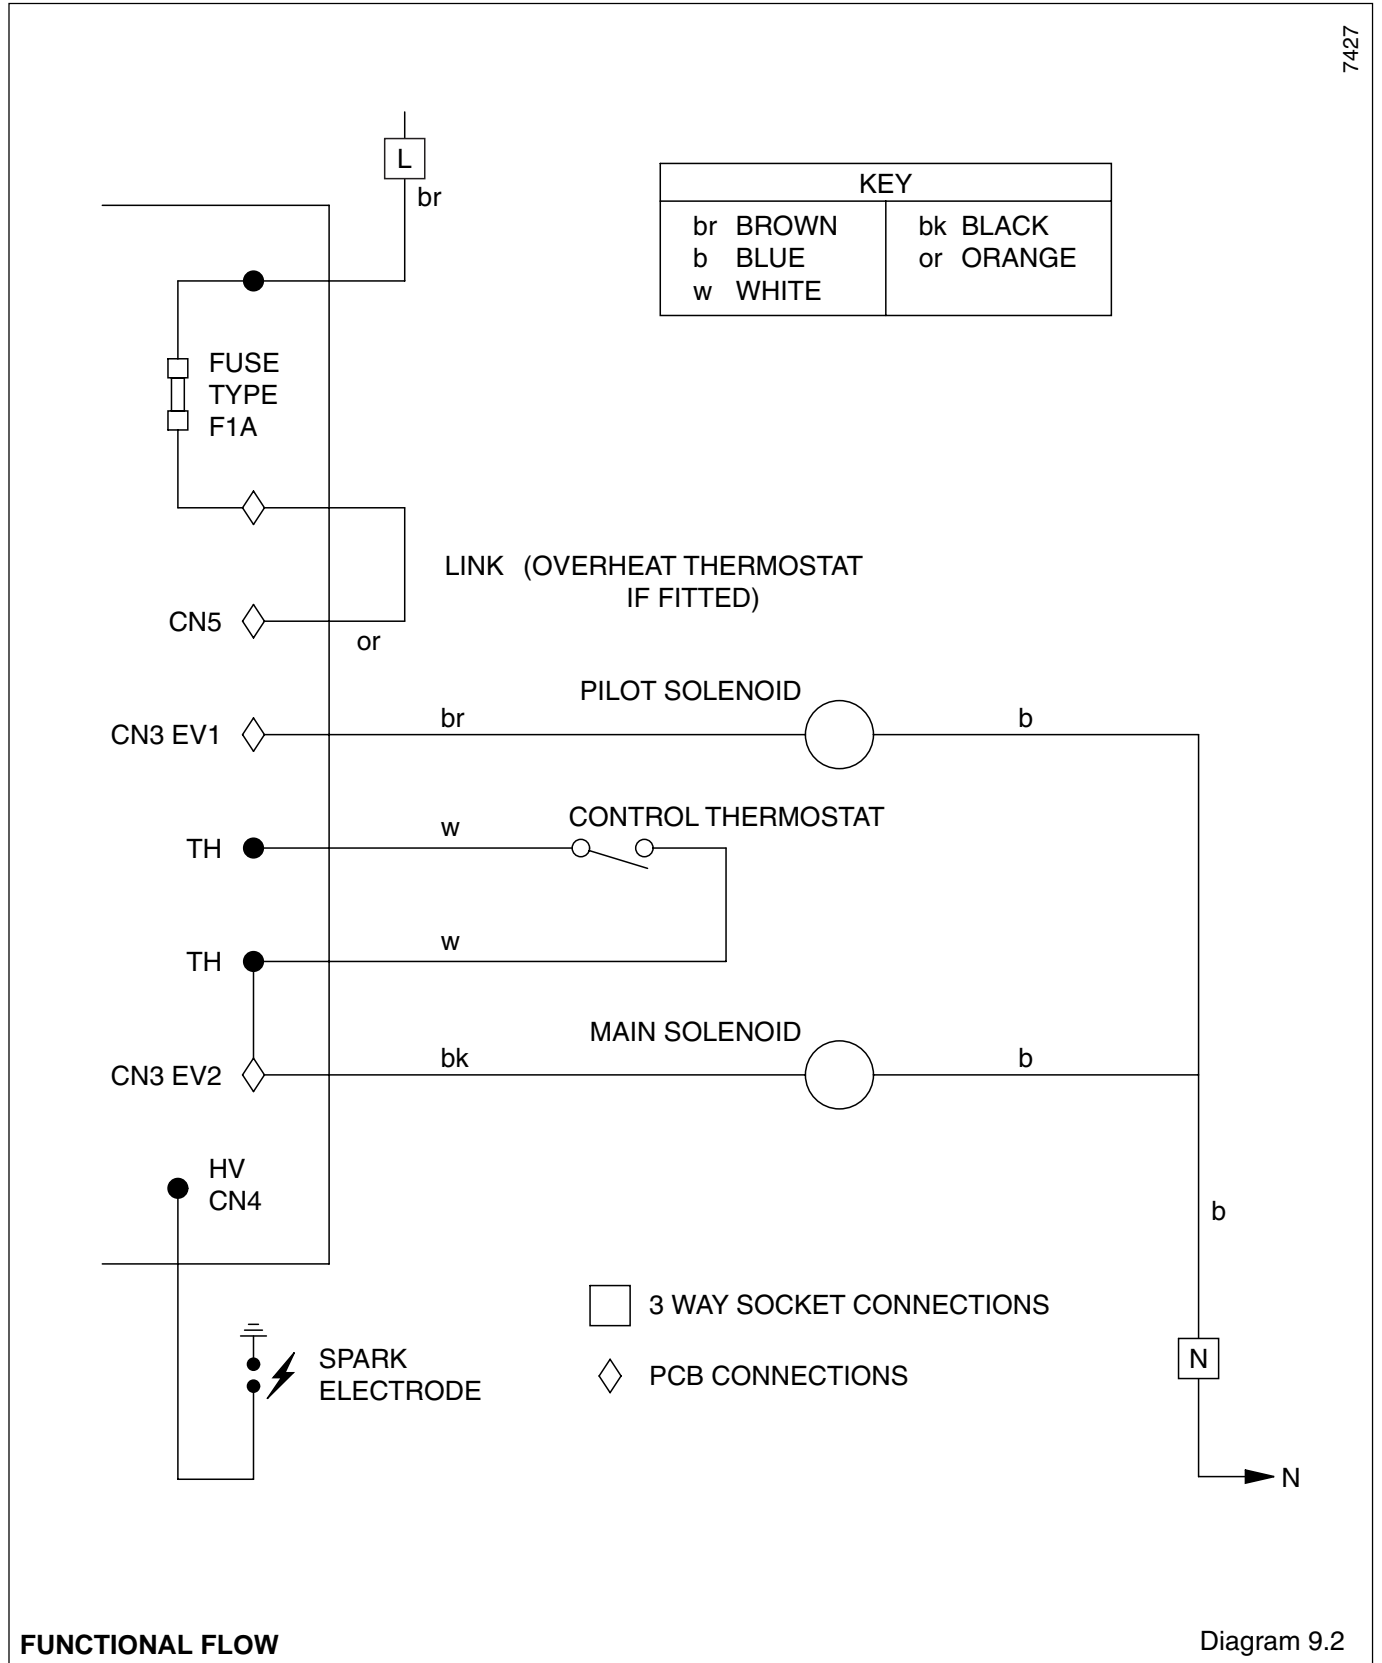 7427
L
br
KEY
br BROWN
b BLUE
w WHITE
bk BLACK
or ORANGE
FUSE
TYPE
F1A
LINK (OVERHEAT THERMOSTAT
IF FITTED)
CN5
or
PILOT SOLENOID
CN3 EV1
br
b
CONTROL THERMOSTAT
TH
w
TH
w
MAIN SOLENOID
CN3 EV2
bk
b
HV
CN4
b
3 WAY SOCKET CONNECTIONS
SPARK
ELECTRODE
PCB CONNECTIONS
N
N
FUNCTIONAL FLOW
Diagram 9.2